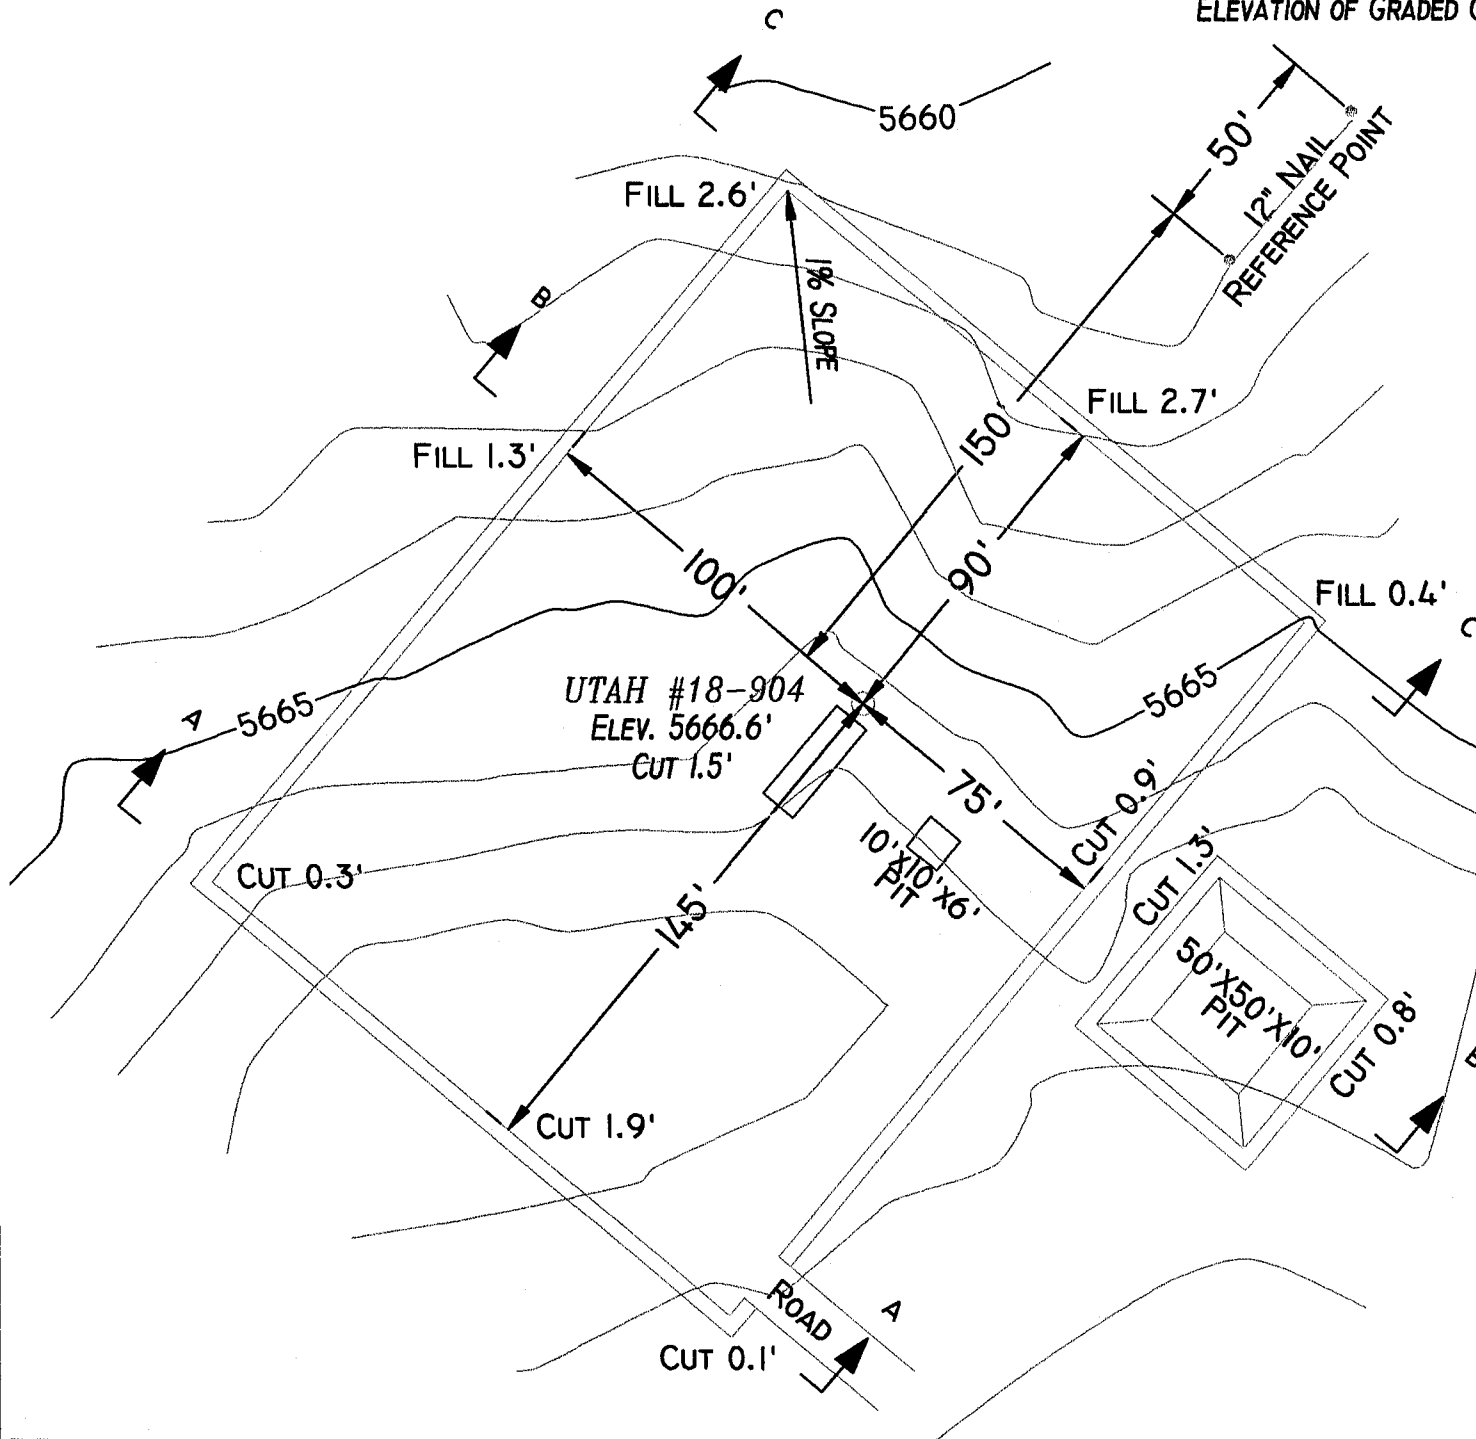 ELEVATION OF GRADED
C
5660
50'
12" NAIL
REFERENCE POINT
FILL 2.6'
1% SLOPE
B
FILL 2.7'
150'
FILL 1.3'
100'
90'
FILL 0.4'
C
5665
5665
A
UTAH #18-904
ELEV. 5666.6'
CUT 1.5'
75'
CUT 0.9'
10'X10'X6'
PIT
CUT 1.3'
CUT 0.3'
145'
50'X50'X10'
PIT
CUT 0.8'
CUT 1.9'
ROAD
A
CUT 0.1'